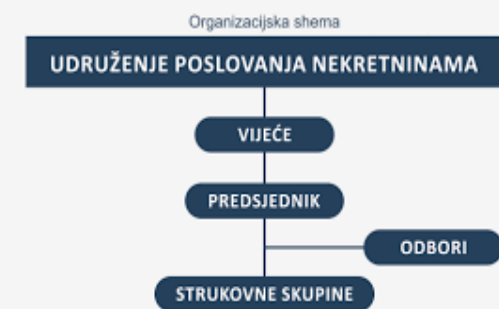 Organizacijska shema
UDRUŽENJE POSLOVANJA NEKRETNINAMA
VIJEĆE
PREDSJEDNIK
ODBORI
STRUKOVNE SKUPINE